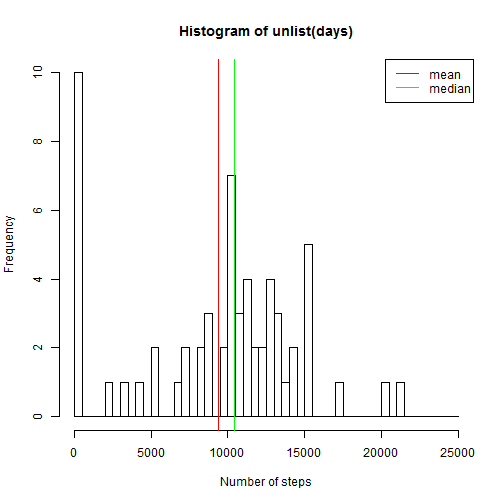 Histogram of unlist(days)
mean
median
Frequency
10
8
6
4
2
0
0 5000 10000 15000 20000 25000
Number of steps